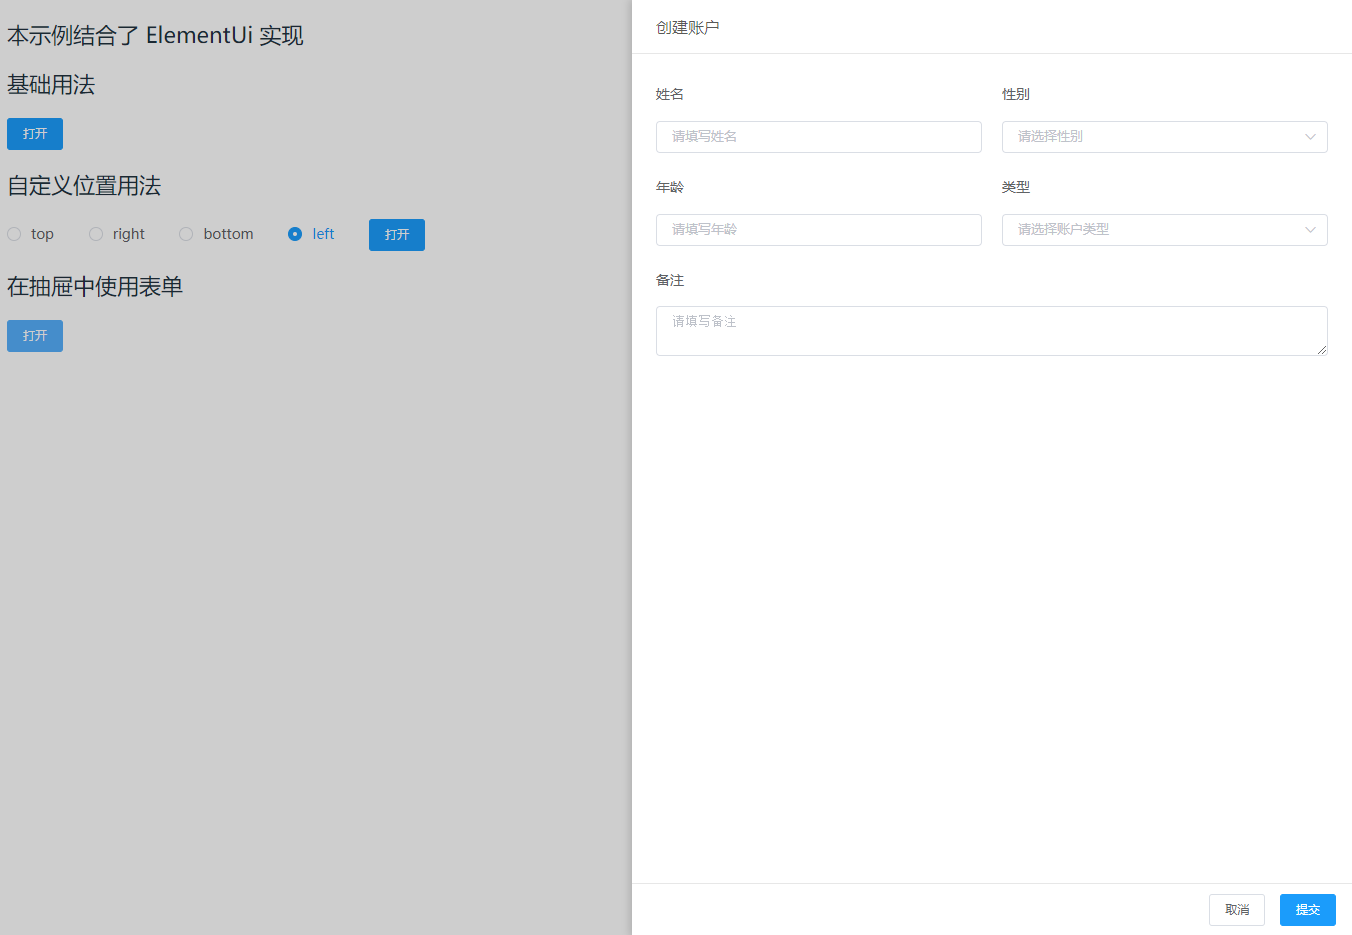 本示例结合了 ElementUi 实现
基础用法
打开
自定义位置用法
top right bottom left 打开
在抽屉中使用表单
打开
创建账户
姓名 性别
请填写姓名 请选择性别
年龄 类型
请填写年龄 请选择账户类型
备注
请填写备注
取消 提交